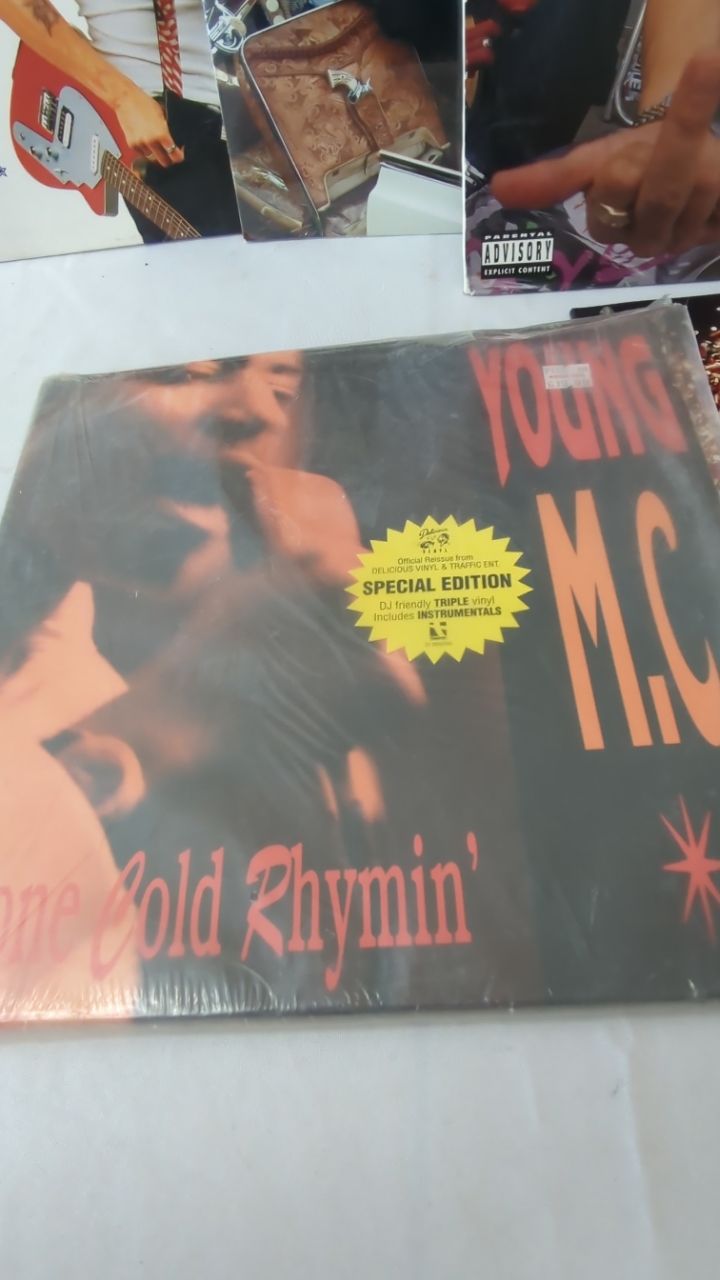 PARENTAL
ADVISORY
EXPLICIT CONTENT
YOUNG
M.C
Delicious
VINYL
Official Reissue from
DELICIOUS VINYL & TRAFFIC ENT.
SPECIAL EDITION
DJ friendly TRIPLE vinyl
Includes INSTRUMENTALS
one Cold Rhymin'